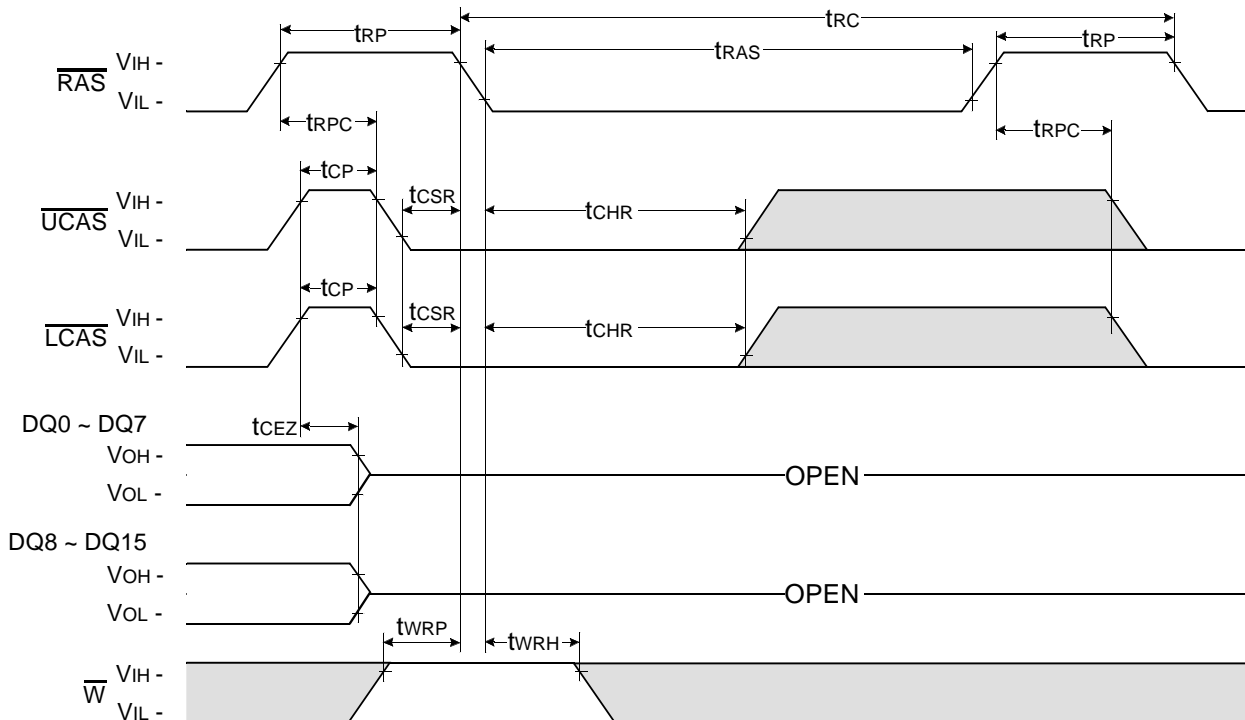 tRC
tRP
tRP
tRAS
RAS
VIH -
VIL -
tRPC
tRPC
tCP
tCSR
UCAS
VIH -
VIL -
tCHR
tCP
tCSR
LCAS
VIH -
VIL -
tCHR
DQ0 ~ DQ7
tCEZ
VOH -
VOL -
OPEN
DQ8 ~ DQ15
VOH -
VOL -
OPEN
tWRP
tWRH
W
VIH -
VIL -